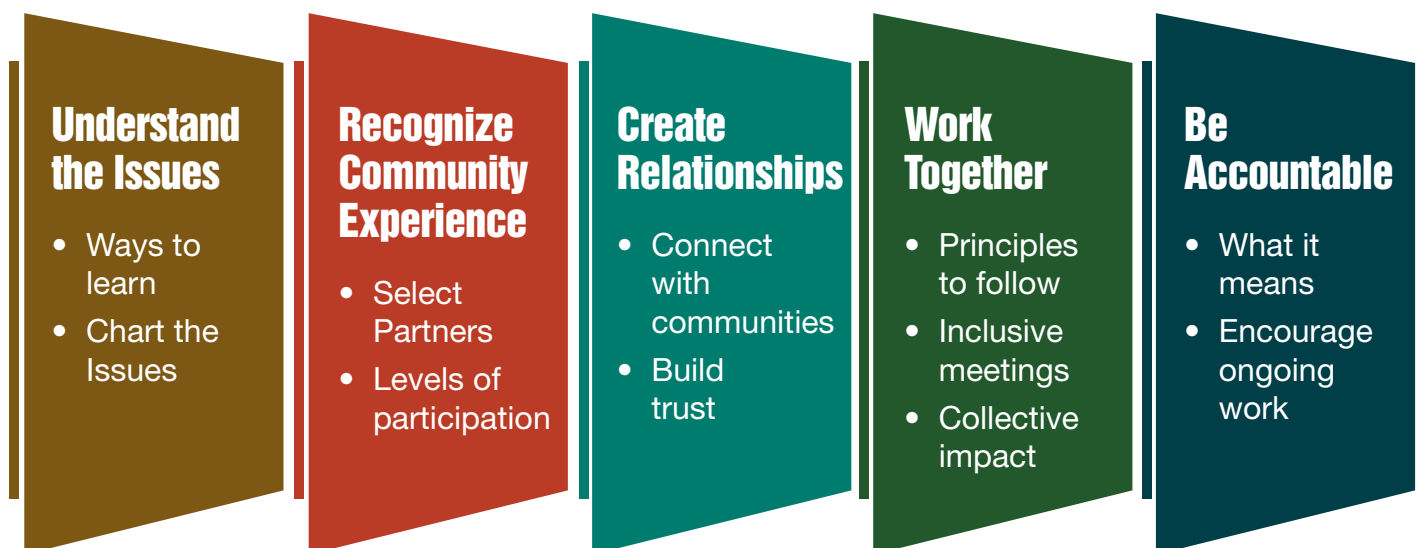 Understand
the Issues
• Ways to
learn
• Chart the
Issues
Recognize
Community
Experience
• Select
Partners
• Levels of
participation
Create
Relationships
• Connect
with
communities
• Build
trust
Work
Together
• Principles
to follow
• Inclusive
meetings
• Collective
impact
Be
Accountable
• What it
means
• Encourage
ongoing
work